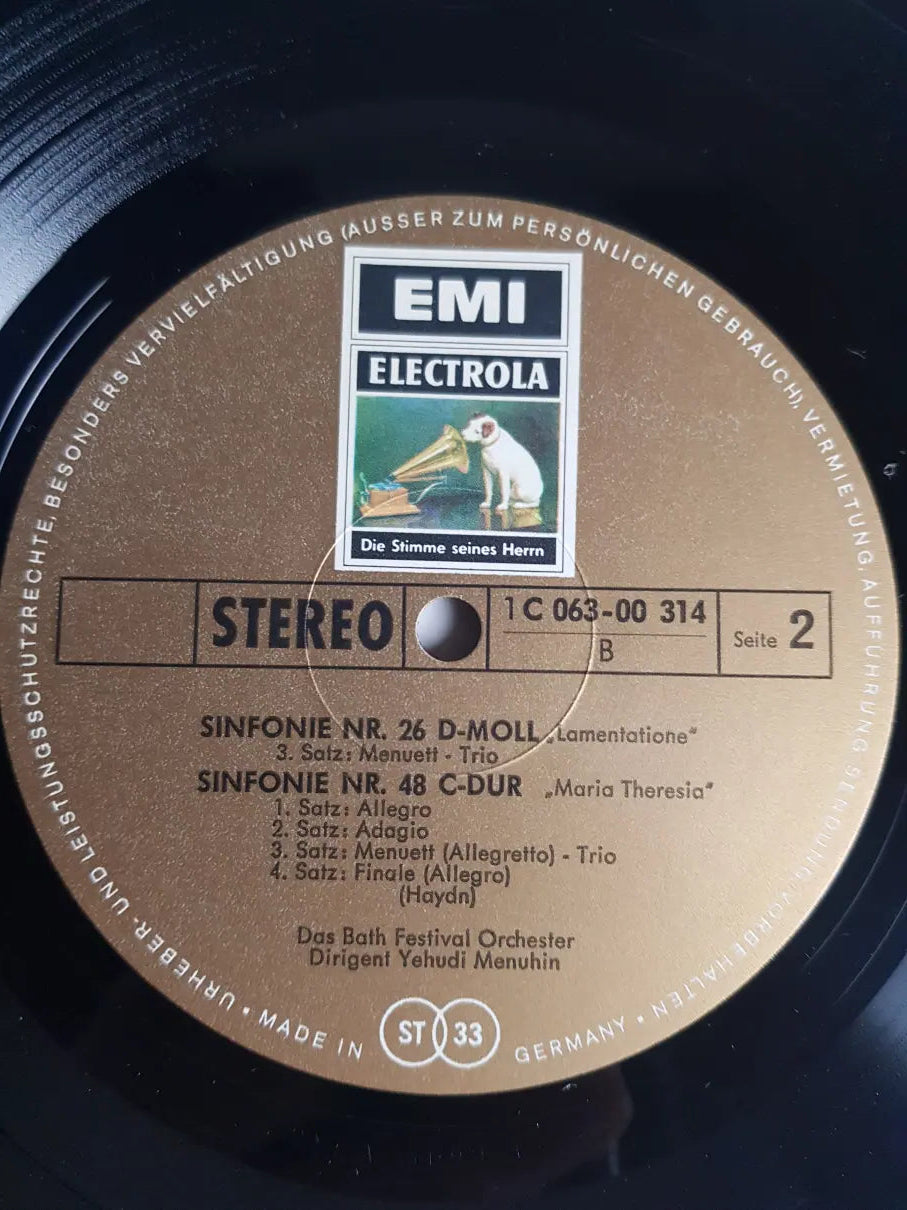 EMI
ELECTROLA
Die Stimme seines Herrn
STEREO
1 C 063-00 314
B
Seite 2
SINFONIE NR. 26 D-MOLL „Lamentatione"
3. Satz: Menuett - Trio
SINFONIE NR. 48 C-DUR „Maria Theresia"
1. Satz: Allegro
2. Satz: Adagio
3. Satz: Menuett (Allegretto) - Trio
4. Satz: Finale (Allegro)
(Haydn)
Das Bath Festival Orchester
Dirigent Yehudi Menuhin
ST 33
URHEBER- UND LEISTUNGSSCHUTZRECHTE, BESONDERS VERVIELFÄLTIGUNG (AUSSER ZUM PERSÖNLICHEN GEBRAUCH), VERMIETUNG, AUFFÜHRUNG, SENDUNG, VORBEHALTEN •
MADE IN GERMANY •